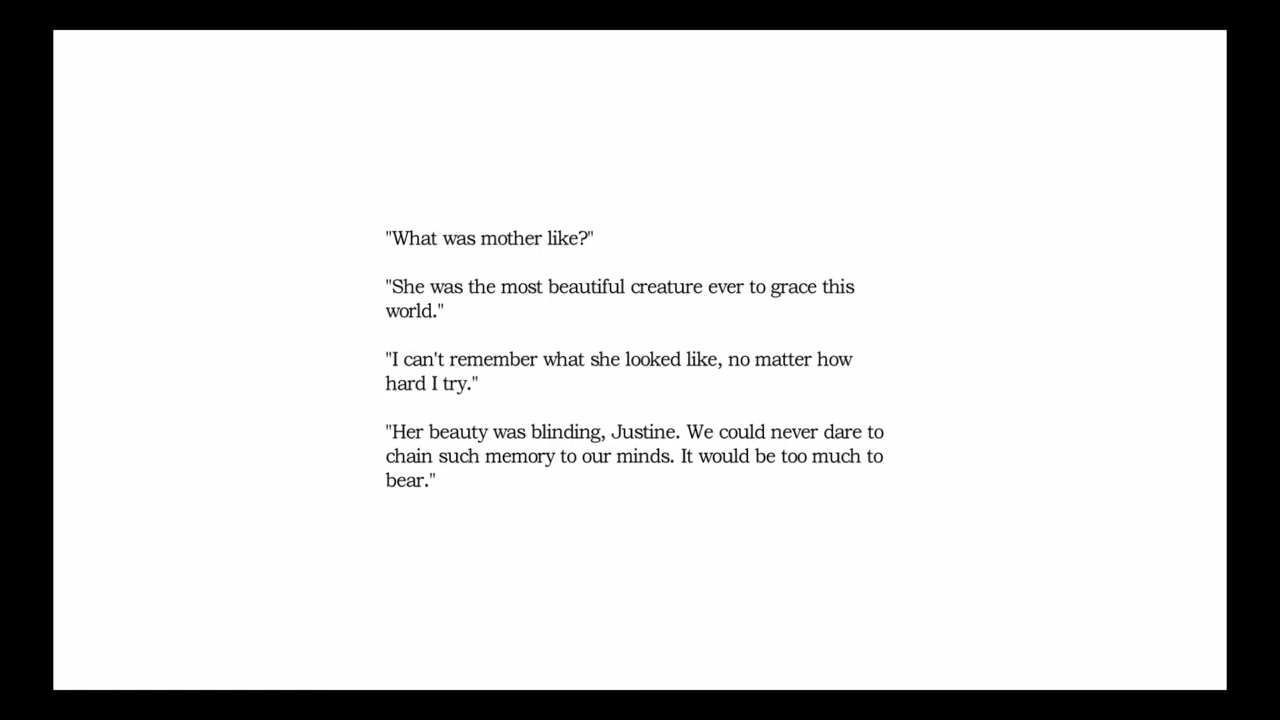 "What was mother like?"
"She was the most beautiful creature ever to grace this
world."
"I can't remember what she looked like, no matter how
hard I try."
"Her beauty was blinding, Justine. We could never dare to
chain such memory to our minds. It would be too much to
bear."